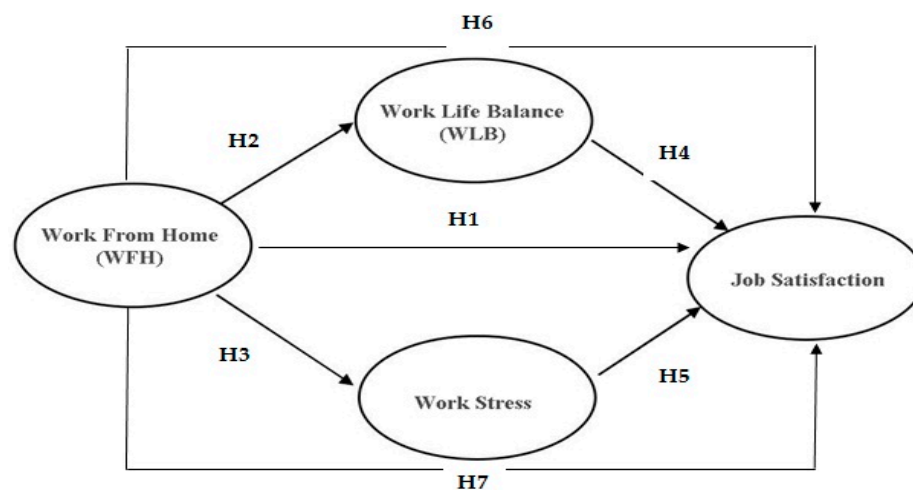 H6
Work Life Balance
(WLB)
H2
H4
Work From Home
(WFH)
H1
Job Satisfaction
H3
H5
Work Stress
H7